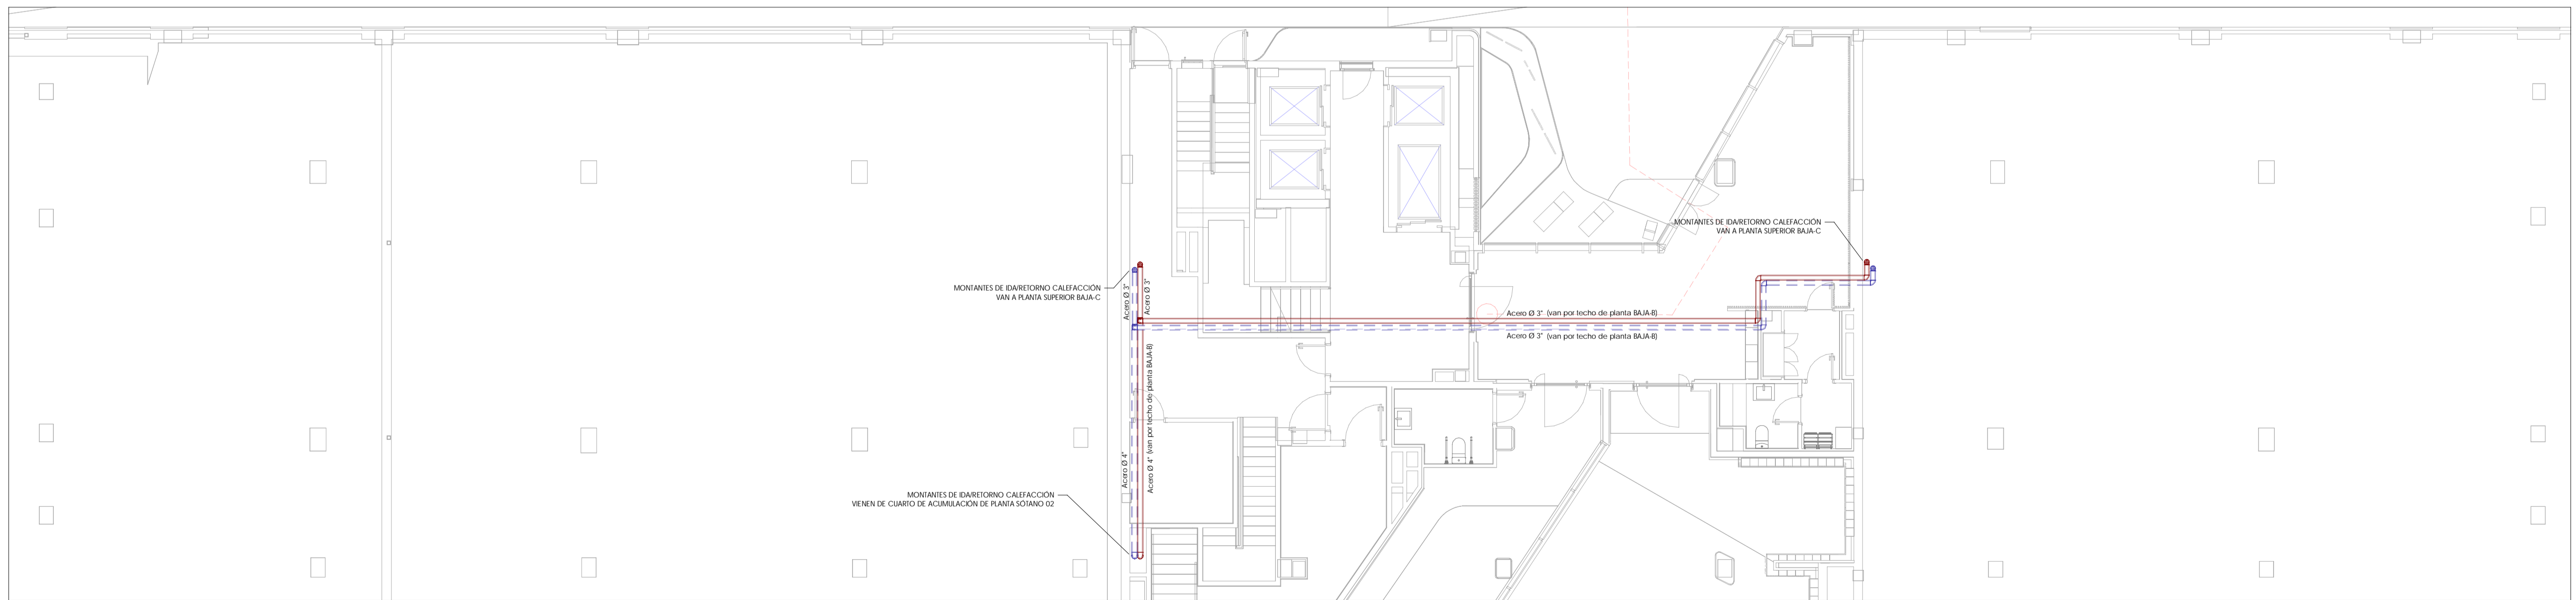 MONTANTES DE IDA/RETORNO CALEFACCIÓN
VAN A PLANTA SUPERIOR BAJA-C
MONTANTES DE IDA/RETORNO CALEFACCIÓN
VAN A PLANTA SUPERIOR BAJA-C
Acero Ø 3"
Acero Ø 3"
Acero Ø 3" (van por techo de planta BAJA-B)
Acero Ø 3" (van por techo de planta BAJA-B)
Acero Ø 4"
Acero Ø 4" (van por techo de planta BAJA-B)
MONTANTES DE IDA/RETORNO CALEFACCIÓN
VIENEN DE CUARTO DE ACUMULACIÓN DE PLANTA SÓTANO 02